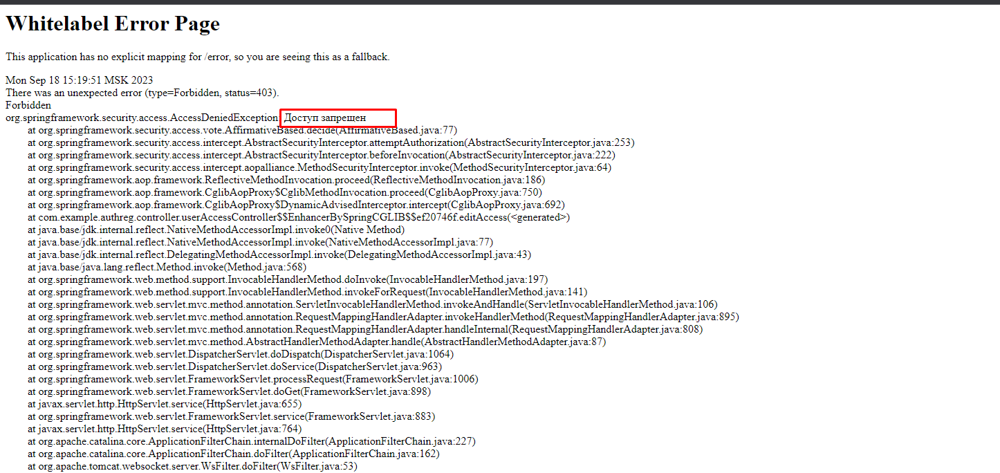 Whitelabel Error Page
This application has no explicit mapping for /error, so you are seeing this as a fallback.
Mon Sep 18 15:19:51 MSK 2023
There was an unexpected error (type=Forbidden, status=403).
Forbidden
org.springframework.security.access.AccessDeniedException: Доступ запрещен
at org.springframework.security.access.vote.AffirmativeBased.decide(AffirmativeBased.java:77)
at org.springframework.security.access.intercept.AbstractSecurityInterceptor.attemptAuthorization(AbstractSecurityInterceptor.java:253)
at org.springframework.security.access.intercept.AbstractSecurityInterceptor.beforeInvocation(AbstractSecurityInterceptor.java:222)
at org.springframework.security.access.intercept.aopalliance.MethodSecurityInterceptor.invoke(MethodSecurityInterceptor.java:64)
at org.springframework.aop.framework.ReflectiveMethodInvocation.proceed(ReflectiveMethodInvocation.java:186)
at org.springframework.aop.framework.CglibAopProxy$CglibMethodInvocation.proceed(CglibAopProxy.java:750)
at org.springframework.aop.framework.CglibAopProxy$DynamicAdvisedInterceptor.intercept(CglibAopProxy.java:692)
at com.example.authreg.controller.userAccessController$$EnhancerBySpringCGLIB$$ef20746f.editAccess(<generated>)
at java.base/jdk.internal.reflect.NativeMethodAccessorImpl.invoke0(Native Method)
at java.base/jdk.internal.reflect.NativeMethodAccessorImpl.invoke(NativeMethodAccessorImpl.java:77)
at java.base/jdk.internal.reflect.DelegatingMethodAccessorImpl.invoke(DelegatingMethodAccessorImpl.java:43)
at java.base/java.lang.reflect.Method.invoke(Method.java:568)
at org.springframework.web.method.support.InvocableHandlerMethod.doInvoke(InvocableHandlerMethod.java:197)
at org.springframework.web.method.support.InvocableHandlerMethod.invokeForRequest(InvocableHandlerMethod.java:141)
at org.springframework.web.servlet.mvc.method.annotation.ServletInvocableHandlerMethod.invokeAndHandle(ServletInvocableHandlerMethod.java:106)
at org.springframework.web.servlet.mvc.method.annotation.RequestMappingHandlerAdapter.invokeHandlerMethod(RequestMappingHandlerAdapter.java:895)
at org.springframework.web.servlet.mvc.method.annotation.RequestMappingHandlerAdapter.handleInternal(RequestMappingHandlerAdapter.java:808)
at org.springframework.web.servlet.mvc.method.AbstractHandlerMethodAdapter.handle(AbstractHandlerMethodAdapter.java:87)
at org.springframework.web.servlet.DispatcherServlet.doDispatch(DispatcherServlet.java:1064)
at org.springframework.web.servlet.DispatcherServlet.doService(DispatcherServlet.java:963)
at org.springframework.web.servlet.FrameworkServlet.processRequest(FrameworkServlet.java:1006)
at org.springframework.web.servlet.FrameworkServlet.doGet(FrameworkServlet.java:898)
at javax.servlet.http.HttpServlet.service(HttpServlet.java:655)
at org.springframework.web.servlet.FrameworkServlet.service(FrameworkServlet.java:883)
at javax.servlet.http.HttpServlet.service(HttpServlet.java:764)
at org.apache.catalina.core.ApplicationFilterChain.internalDoFilter(ApplicationFilterChain.java:227)
at org.apache.catalina.core.ApplicationFilterChain.doFilter(ApplicationFilterChain.java:162)
at org.apache.tomcat.websocket.server.WsFilter.doFilter(WsFilter.java:53)